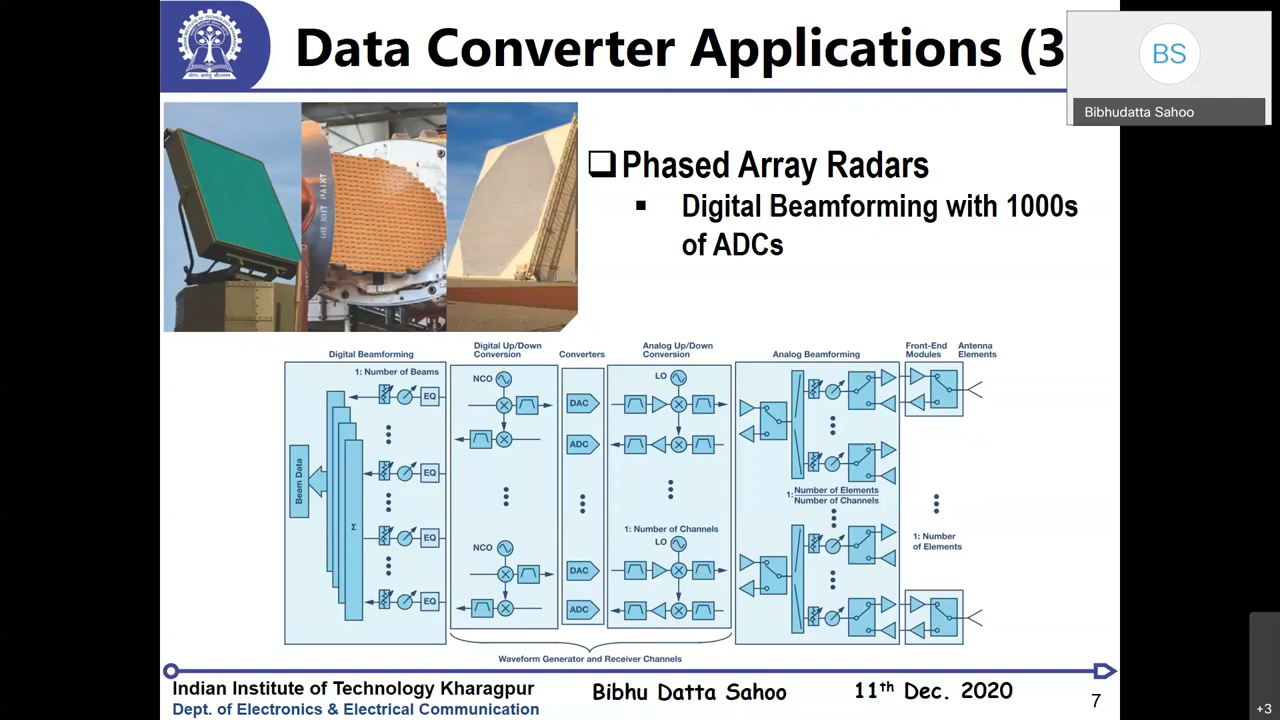 Data Converter Applications (3
BS
Bibhudatta Sahoo
DO NOT PAINT
Phased Array Radars
Digital Beamforming with 1000s
of ADCs
Digital Beamforming
Digital Up/Down
Conversion
Converters
Analog Up/Down
Conversion
Analog Beamforming
Front-End
Modules
Antenna
Elements
1: Number of Beams
NCO
LO
EQ
DAC
ADC
EQ
Beam Data
Σ
1: Number of Elements
Number of Channels
1: Number of Channels
LO
1: Number
of Elements
EQ
NCO
DAC
EQ
ADC
Waveform Generator and Receiver Channels
Indian Institute of Technology Kharagpur
Dept. of Electronics & Electrical Communication
Bibhu Datta Sahoo
11th Dec. 2020
7
+3